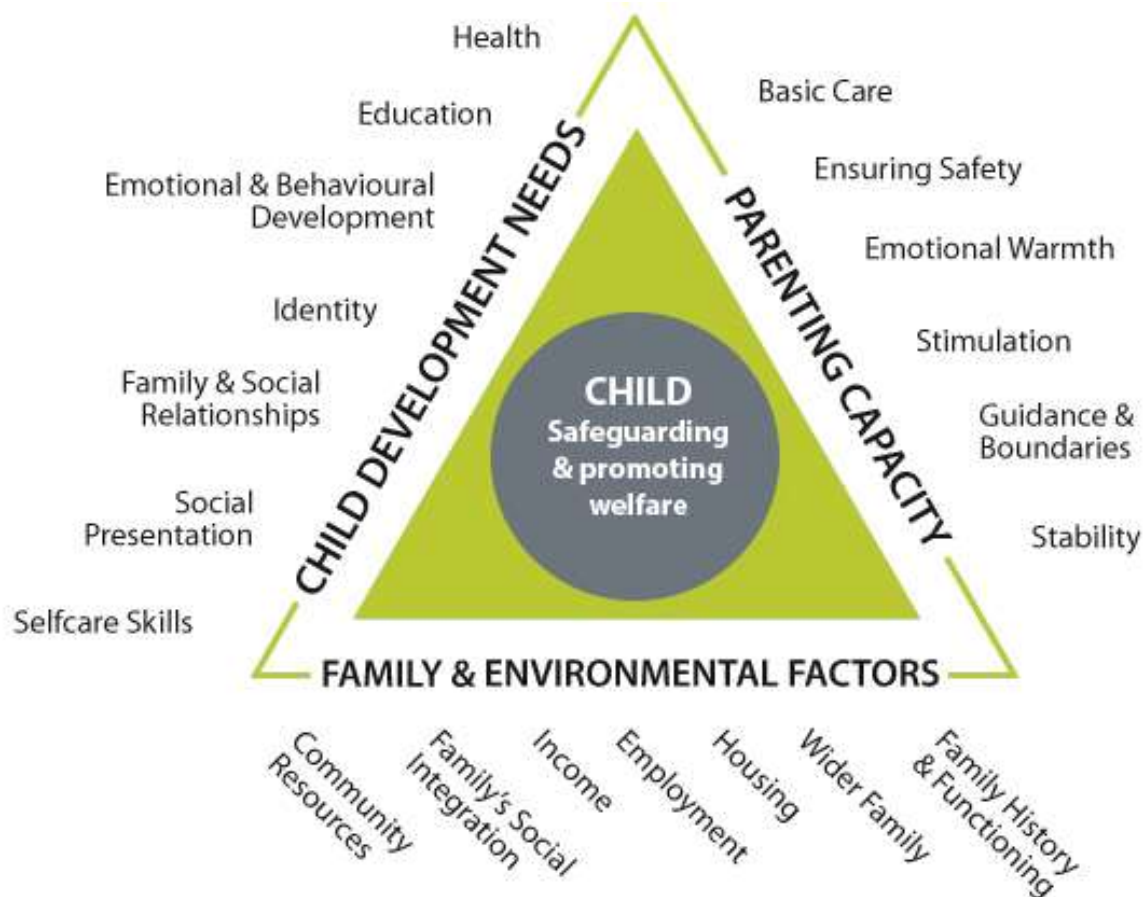 Health
Education
Emotional & Behavioural
Development
Identity
Family & Social
Relationships
Social
Presentation
Selfcare Skills
CHILD DEVELOPMENT NEEDS
Basic Care
Ensuring Safety
Emotional Warmth
Stimulation
Guidance &
Boundaries
Stability
PARENTING CAPACITY
CHILD
Safeguarding
& promoting
welfare
FAMILY & ENVIRONMENTAL FACTORS
Community
Resources
Family's Social
Integration
Income
Employment
Housing
Wider Family
Family History
& Functioning